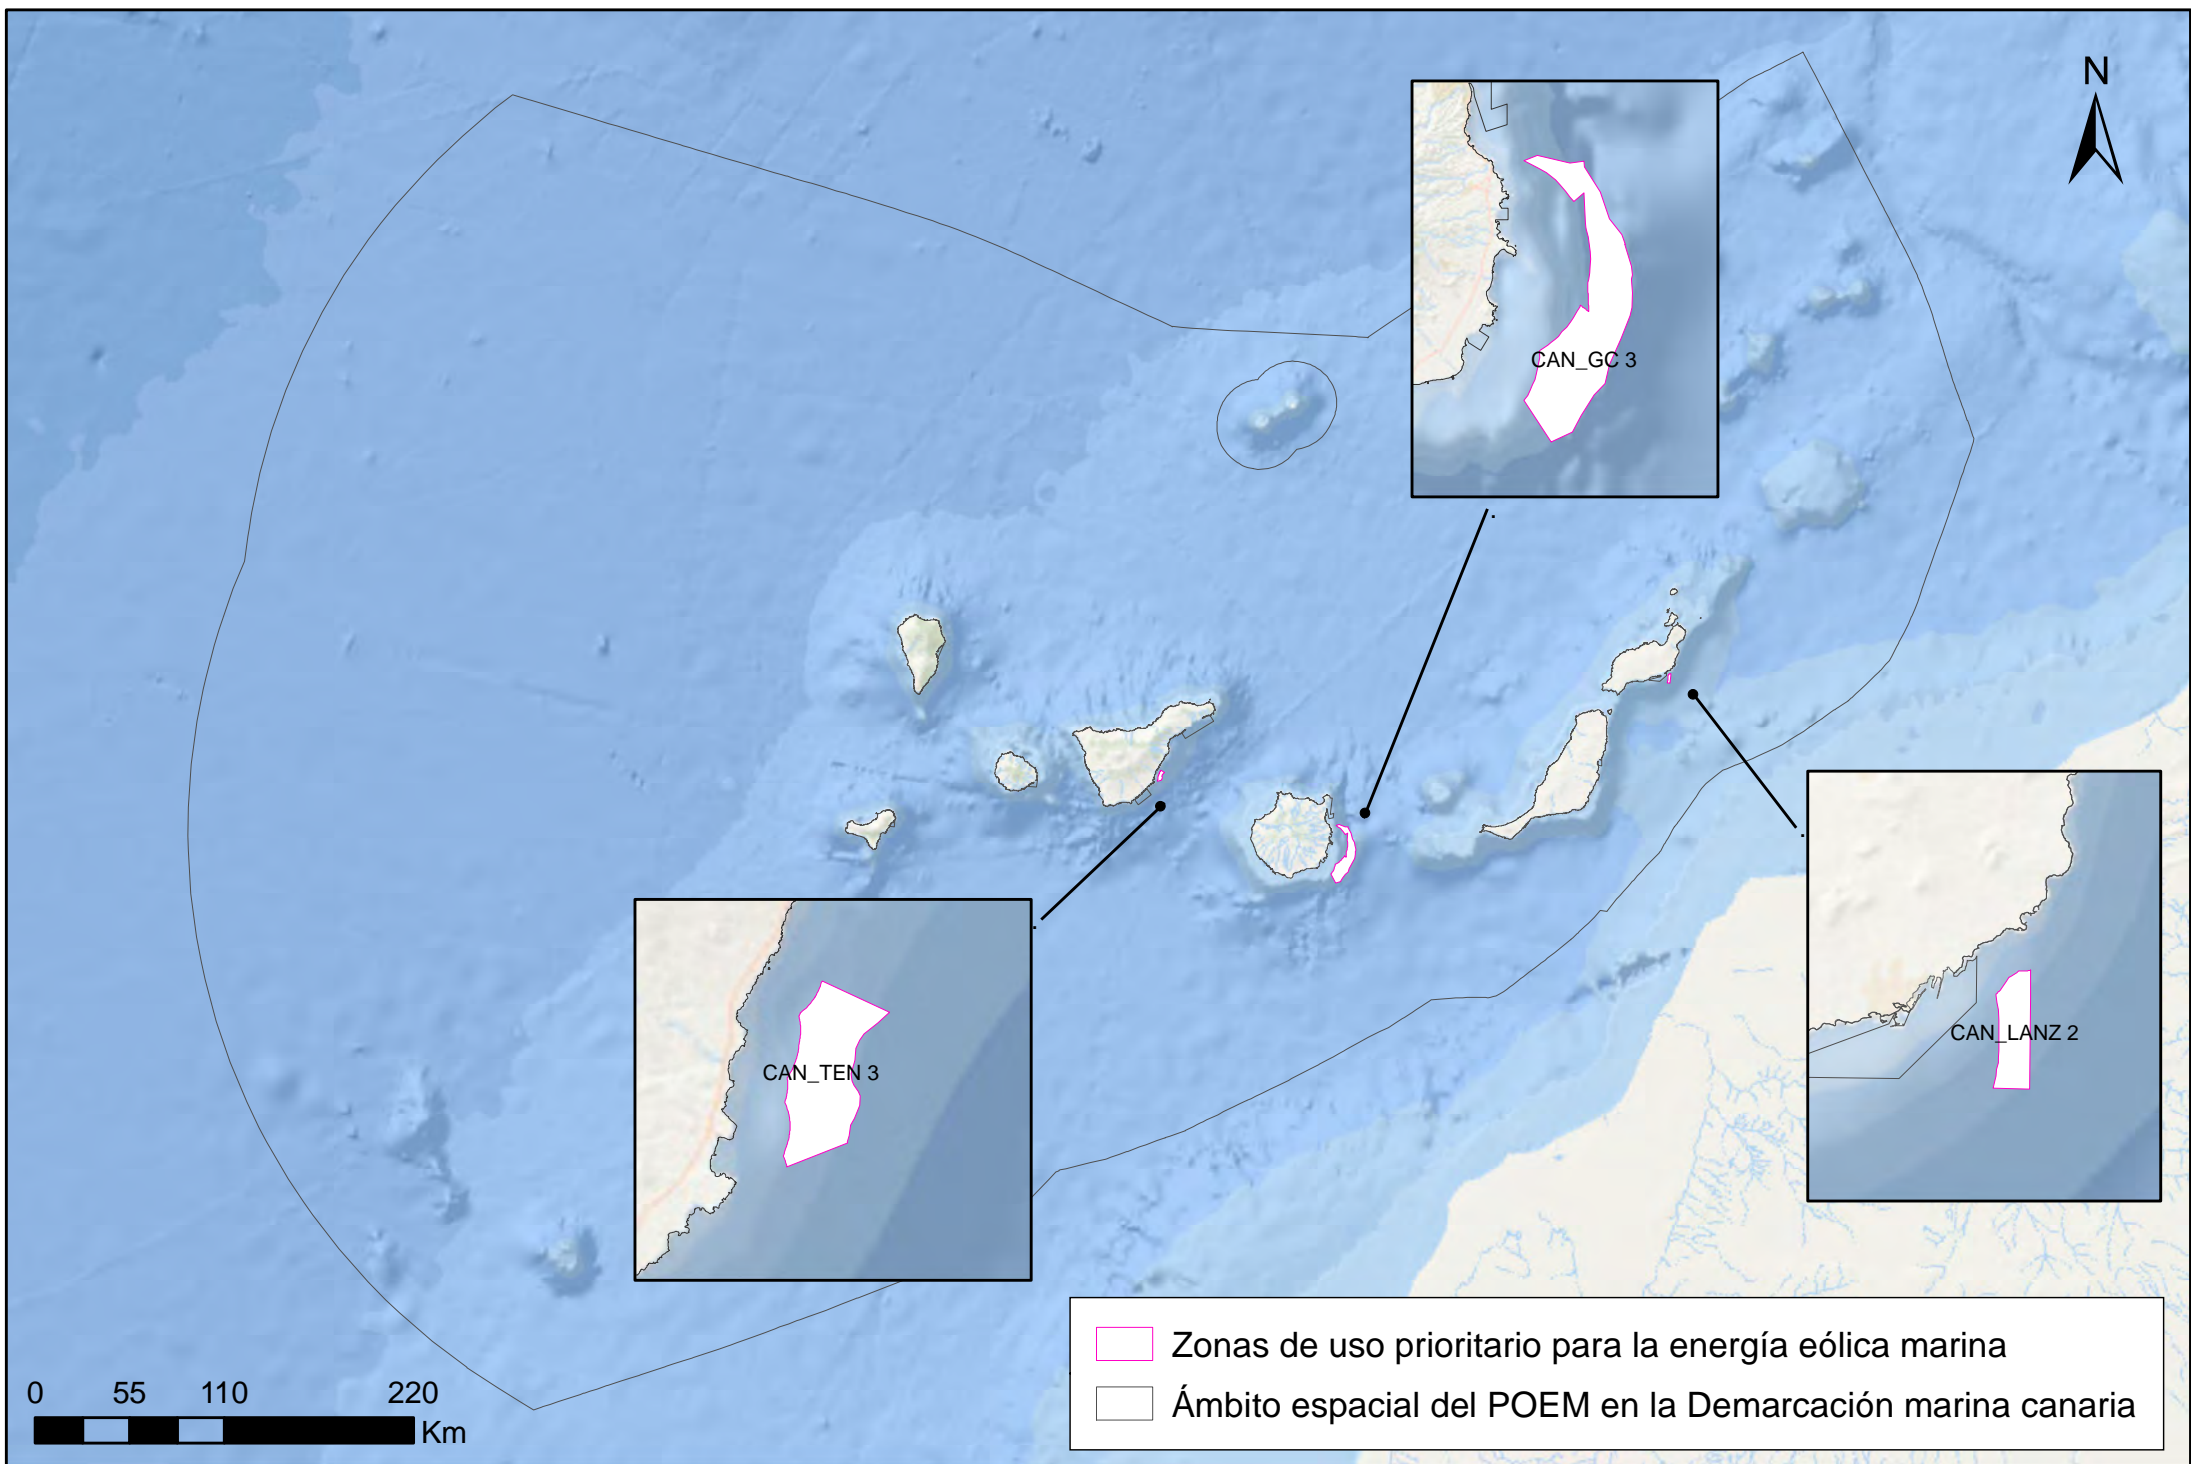 N
CAN_GC 3
CAN_TEN 3
CAN_LANZ 2
Zonas de uso prioritario para la energía eólica marina
Ámbito espacial del POEM en la Demarcación marina canaria
0 55 110 220
Km